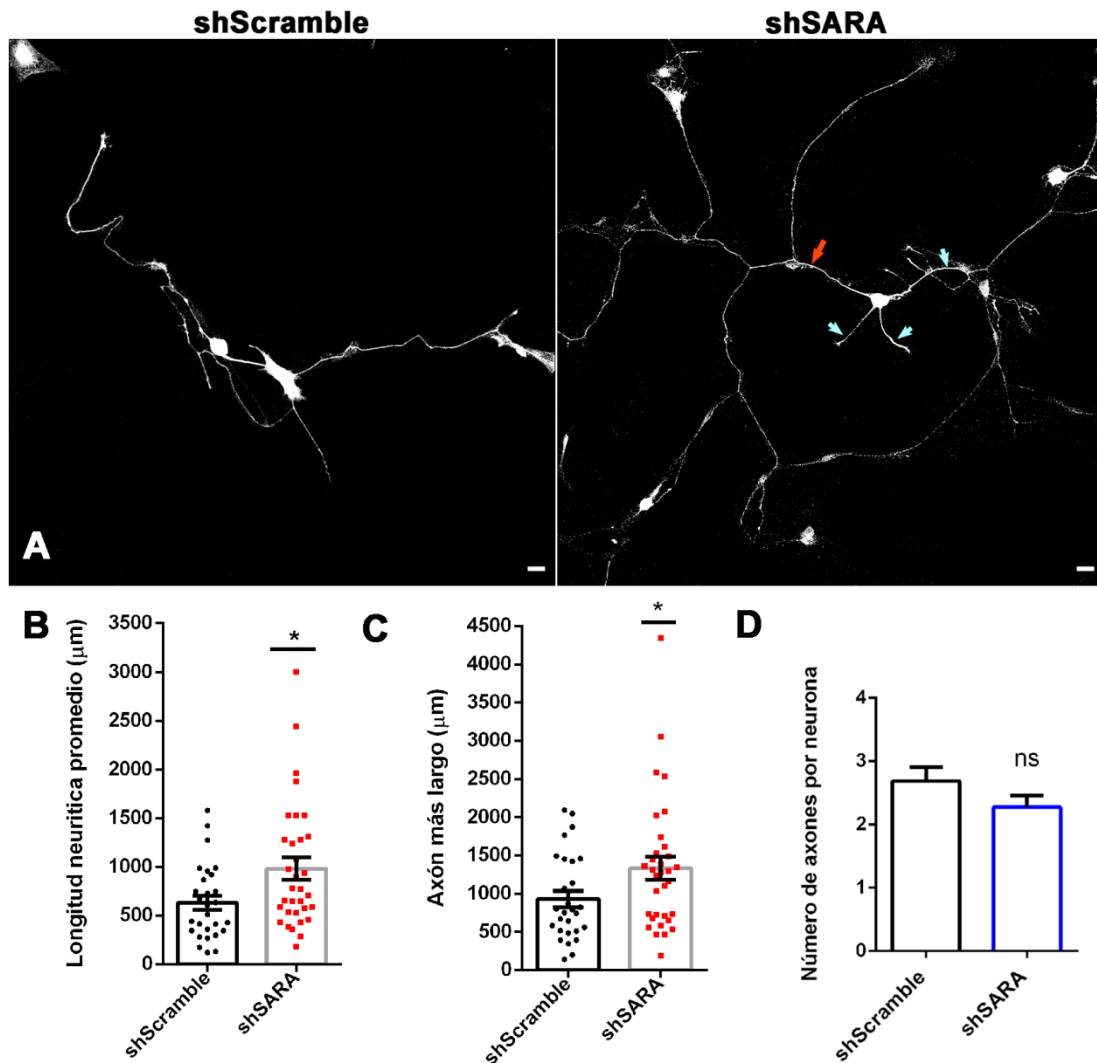 shScramble
shSARA
A
B
Longitud neuritica promedio (μm)
3500
3000
2500
2000
1500
1000
500
0
*
shScramble
shSARA
C
Axón más largo (μm)
4500
4000
3500
3000
2500
2000
1500
1000
500
0
*
shScramble
shSARA
D
Número de axones por neurona
4
3
2
1
0
ns
shScramble
shSARA